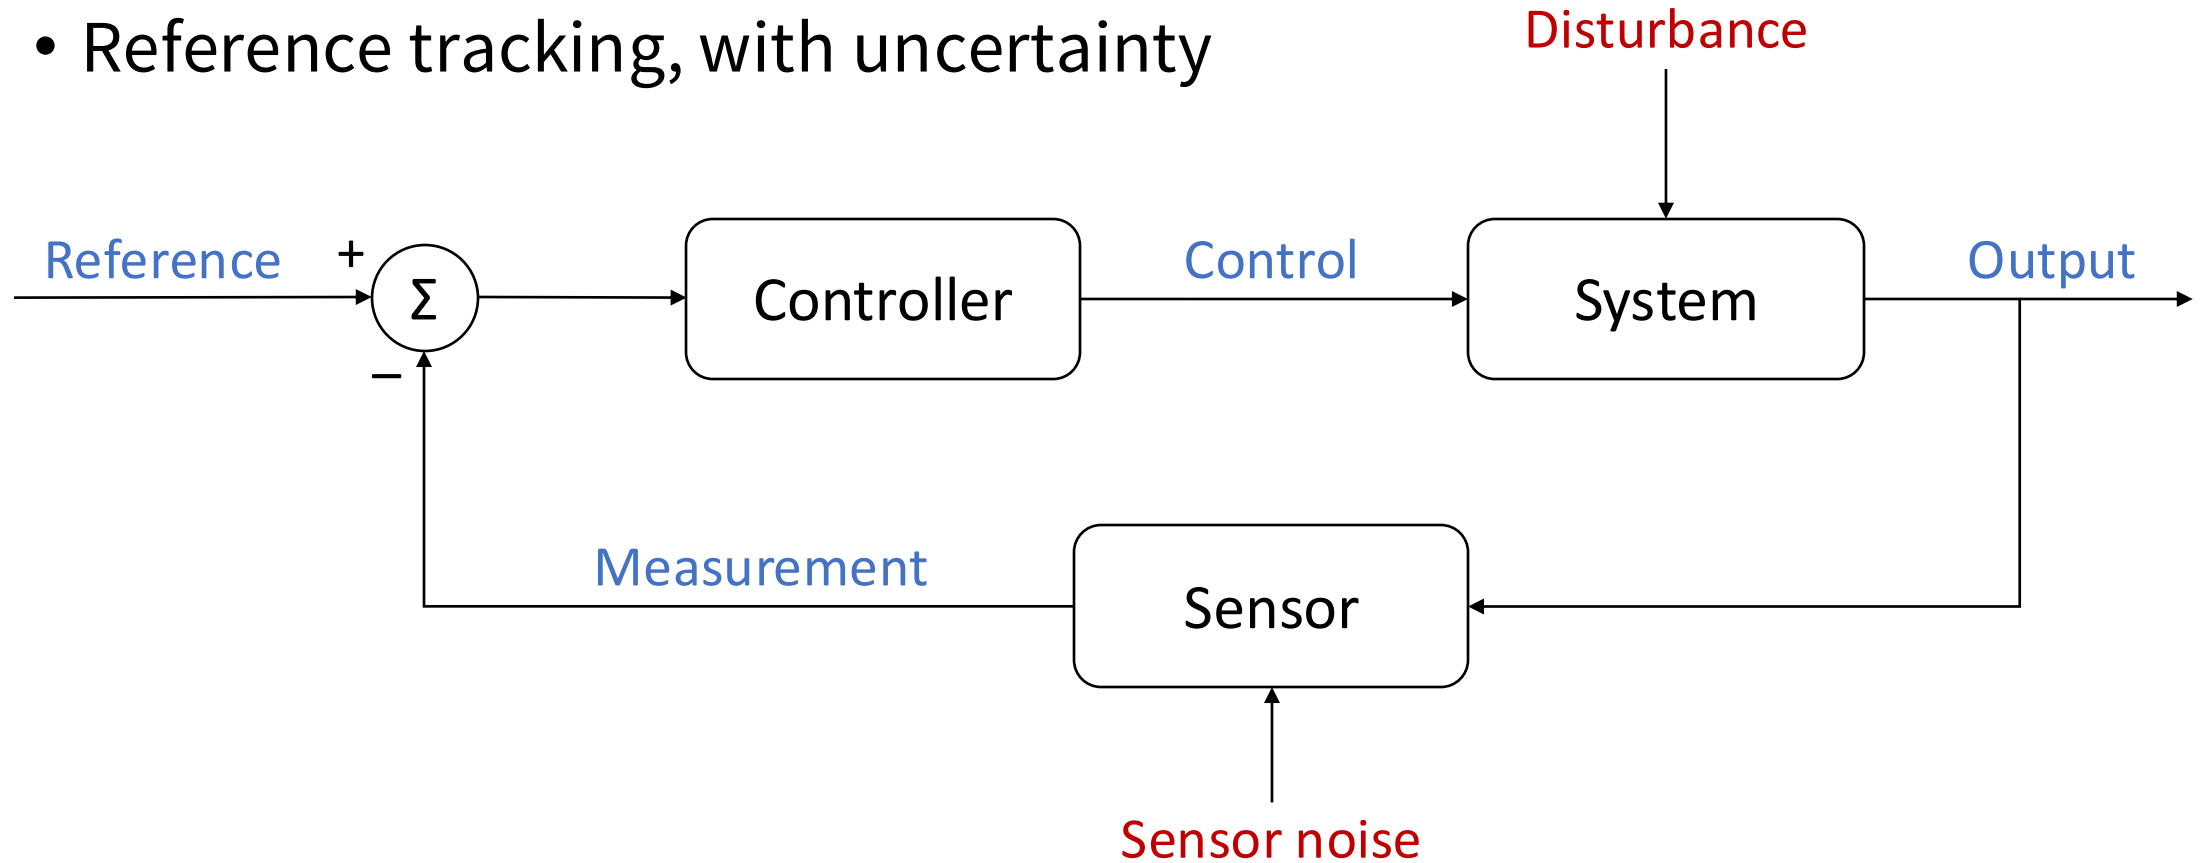 • Reference tracking, with uncertainty
Disturbance
Reference
+
Σ
–
Controller
Control
System
Output
Measurement
Sensor
Sensor noise